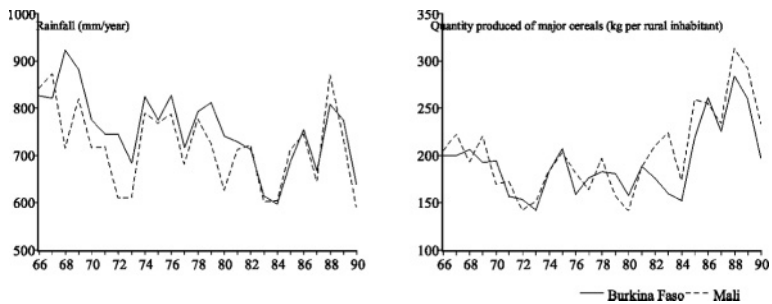 Rainfall (mm/year)
1000
900
800
700
600
500
66 68 70 72 74 76 78 80 82 84 86 88 90
Quantity produced of major cereals (kg per rural inhabitant)
350
300
250
200
150
100
66 68 70 72 74 76 78 80 82 84 86 88 90
Burkina Faso Mali